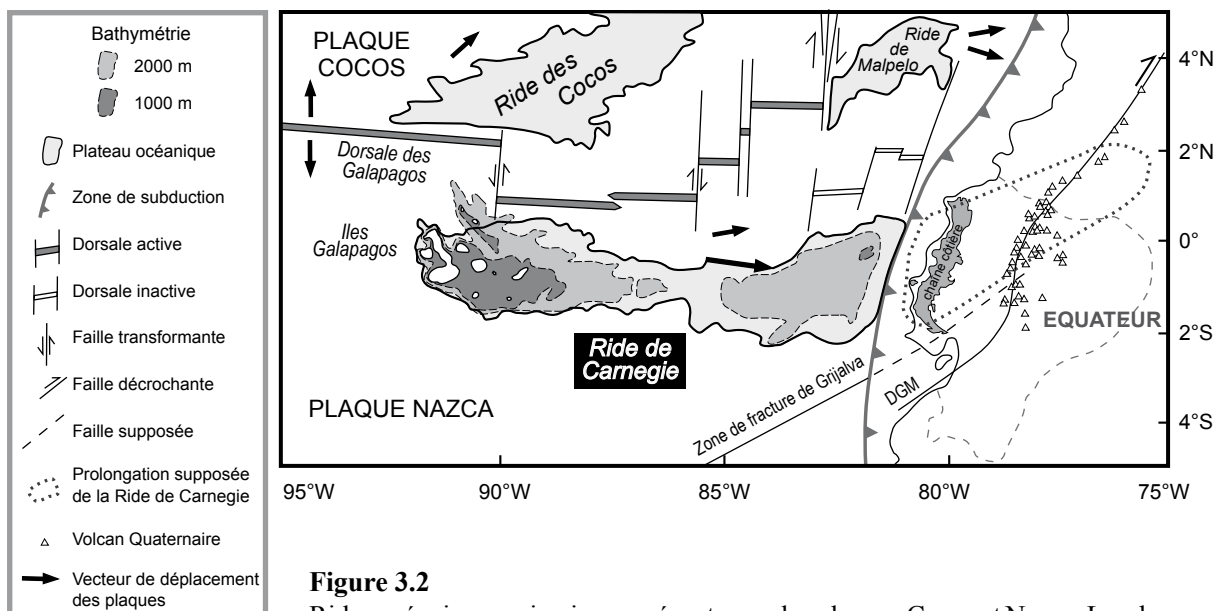 Bathymétrie
2000 m
1000 m
Plateau océanique
Zone de subduction
Dorsale active
Dorsale inactive
Faille transformante
Faille décrochante
Faille supposée
Prolongation supposée
de la Ride de Carnegie
Volcan Quaternaire
Vecteur de déplacement
des plaques
PLAQUE
COCOS
Ride des
Cocos
Ride
de
Malpelo
Dorsale des
Galapagos
Iles
Galapagos
chaîne côtière
EQUATEUR
Ride de
Carnegie
Zone de fracture de Grijalva
DGM
PLAQUE NAZCA
4°N
2°N
0°
2°S
4°S
95°W
90°W
85°W
80°W
75°W
Figure 3.2